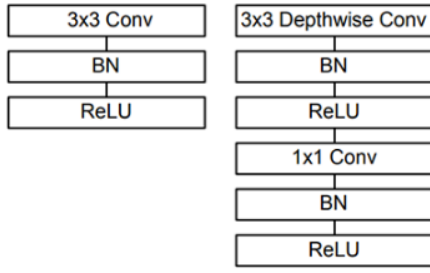 3x3 Conv
BN
ReLU
3x3 Depthwise Conv
BN
ReLU
1x1 Conv
BN
ReLU